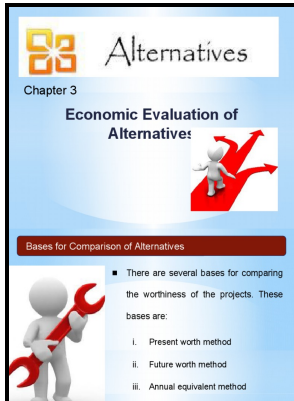 Alternatives
Chapter 3
Economic Evaluation of
Alternatives
Bases for Comparison of Alternatives
■ There are several bases for comparing
the worthiness of the projects. These
bases are:
i. Present worth method
ii. Future worth method
iii. Annual equivalent method